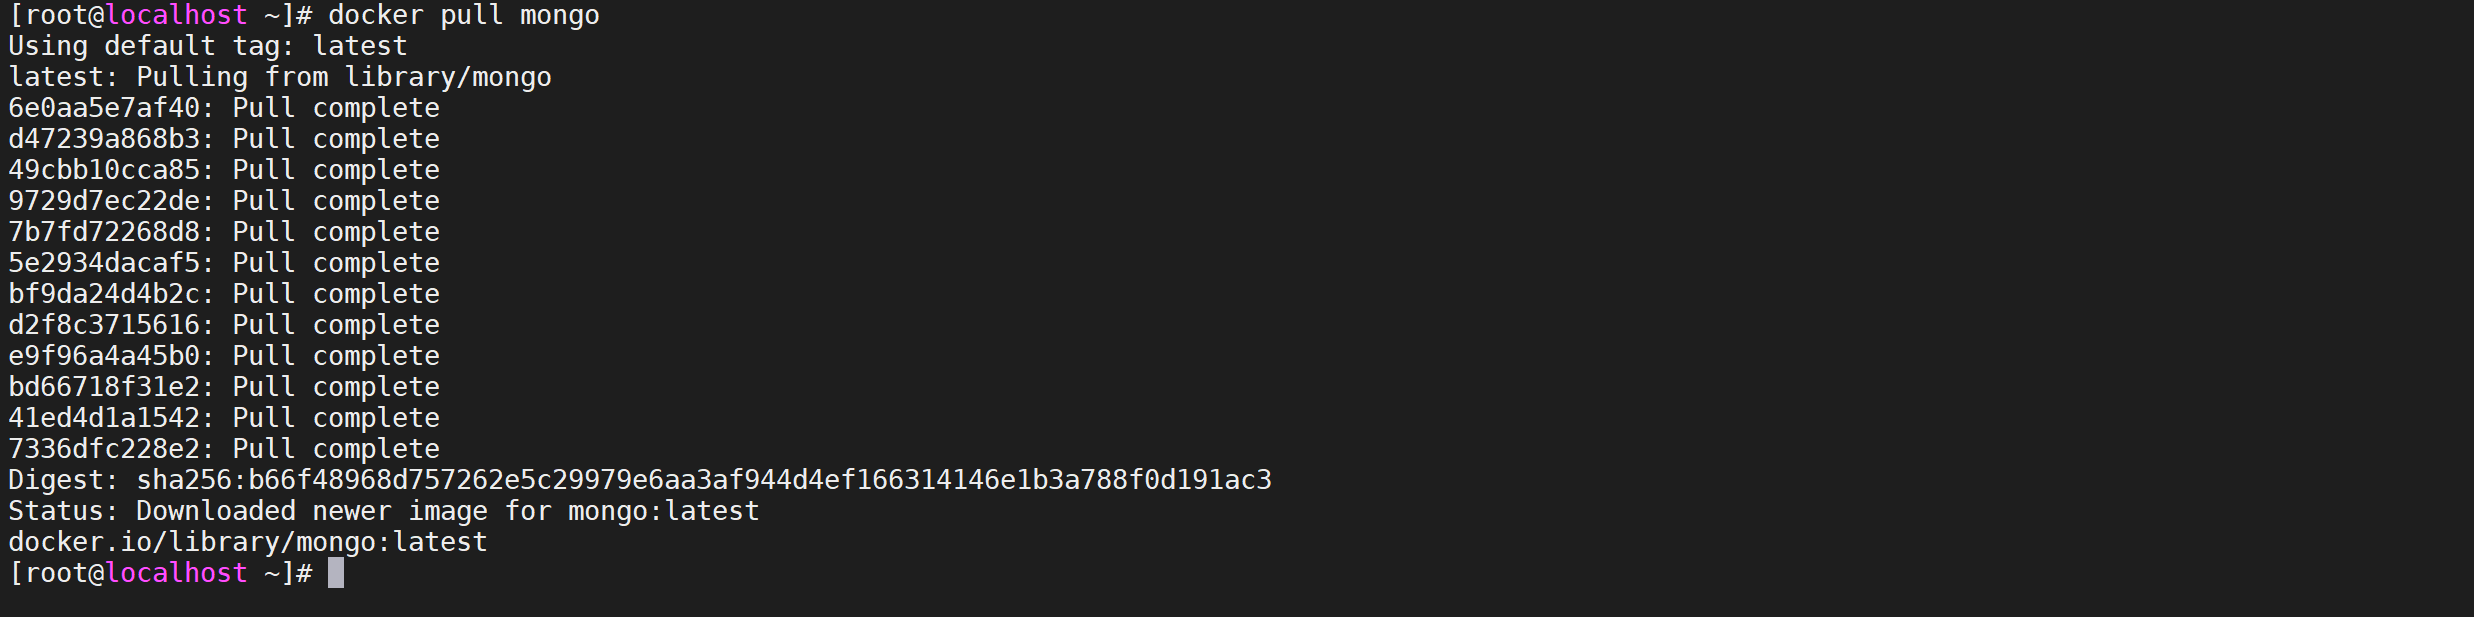 [root@localhost ~]# docker pull mongo
Using default tag: latest
latest: Pulling from library/mongo
6e0aa5e7af40: Pull complete
d47239a868b3: Pull complete
49cbb10cca85: Pull complete
9729d7ec22de: Pull complete
7b7fd72268d8: Pull complete
5e2934dacaf5: Pull complete
bf9da24d4b2c: Pull complete
d2f8c3715616: Pull complete
e9f96a4a45b0: Pull complete
bd66718f31e2: Pull complete
41ed4d1a1542: Pull complete
7336dfc228e2: Pull complete
Digest: sha256:b66f48968d757262e5c29979e6aa3af944d4ef166314146e1b3a788f0d191ac3
Status: Downloaded newer image for mongo:latest
docker.io/library/mongo:latest
[root@localhost ~]#